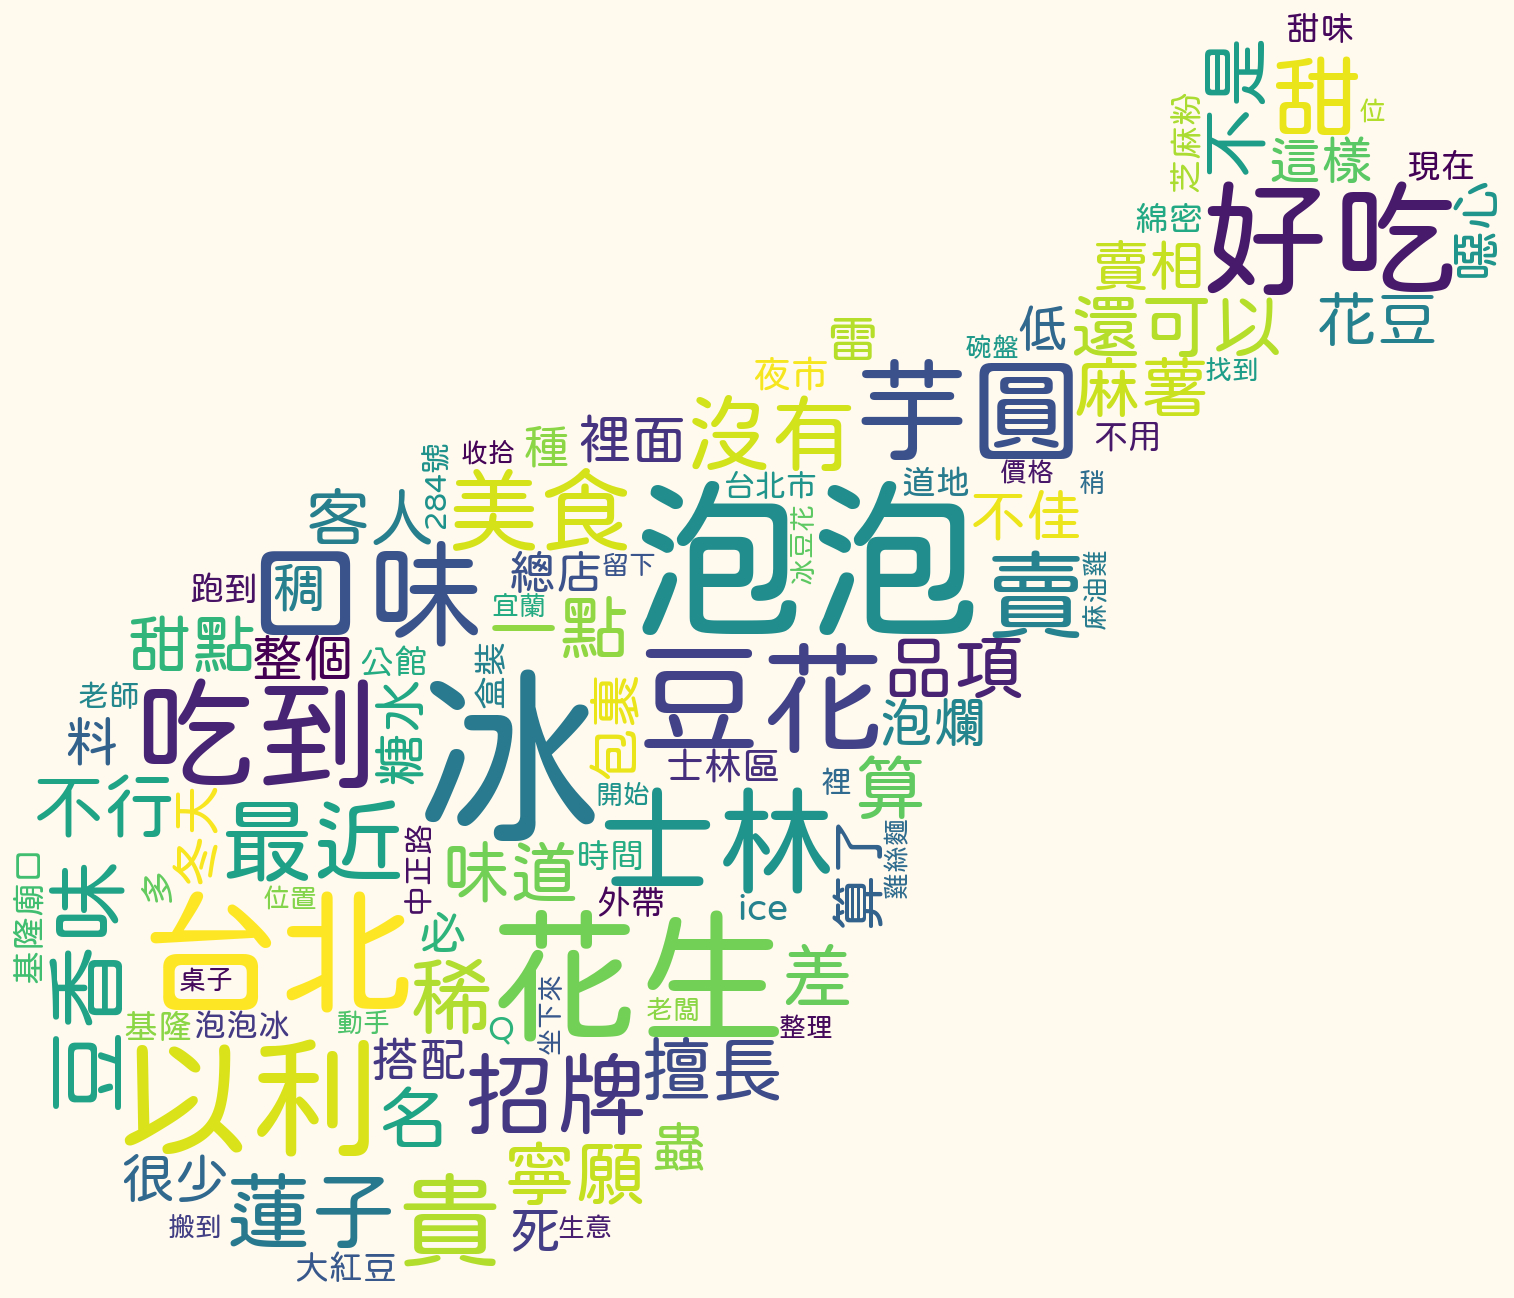 甜味
不是
甜
位
芝麻粉
這樣
現在
好吃
噁心
綿密
賣相
花豆
還可以
低
碗盤
雷
夜市
芋圓
麻薯
找到
不用
沒有
裡面
種
收拾
284號
價格
道地
稍
台北市
不佳
美食
客人
泡泡
冰豆花
回味
稠
總店
留下
賣
麻油雞
跑到
宜蘭
一點
甜點
整個
公館
盒裝
豆花
品項
老師
吃到
糖水
冰
包裹
泡爛
料
士林區
裡
算
開始
不行
冬天
最近
士林
中正路
味道
時間
算了
雞絲麵
基隆廟口
豆香味
多
位置
外帶
ice
台北
桌子
必
稀
花生
差
坐下來
老闆
Q
整理
基隆
泡泡冰
動手
以利
搭配
招牌
擅長
名
蟲
寧願
很少
蓮子
貴
死
生意
搬到
大紅豆